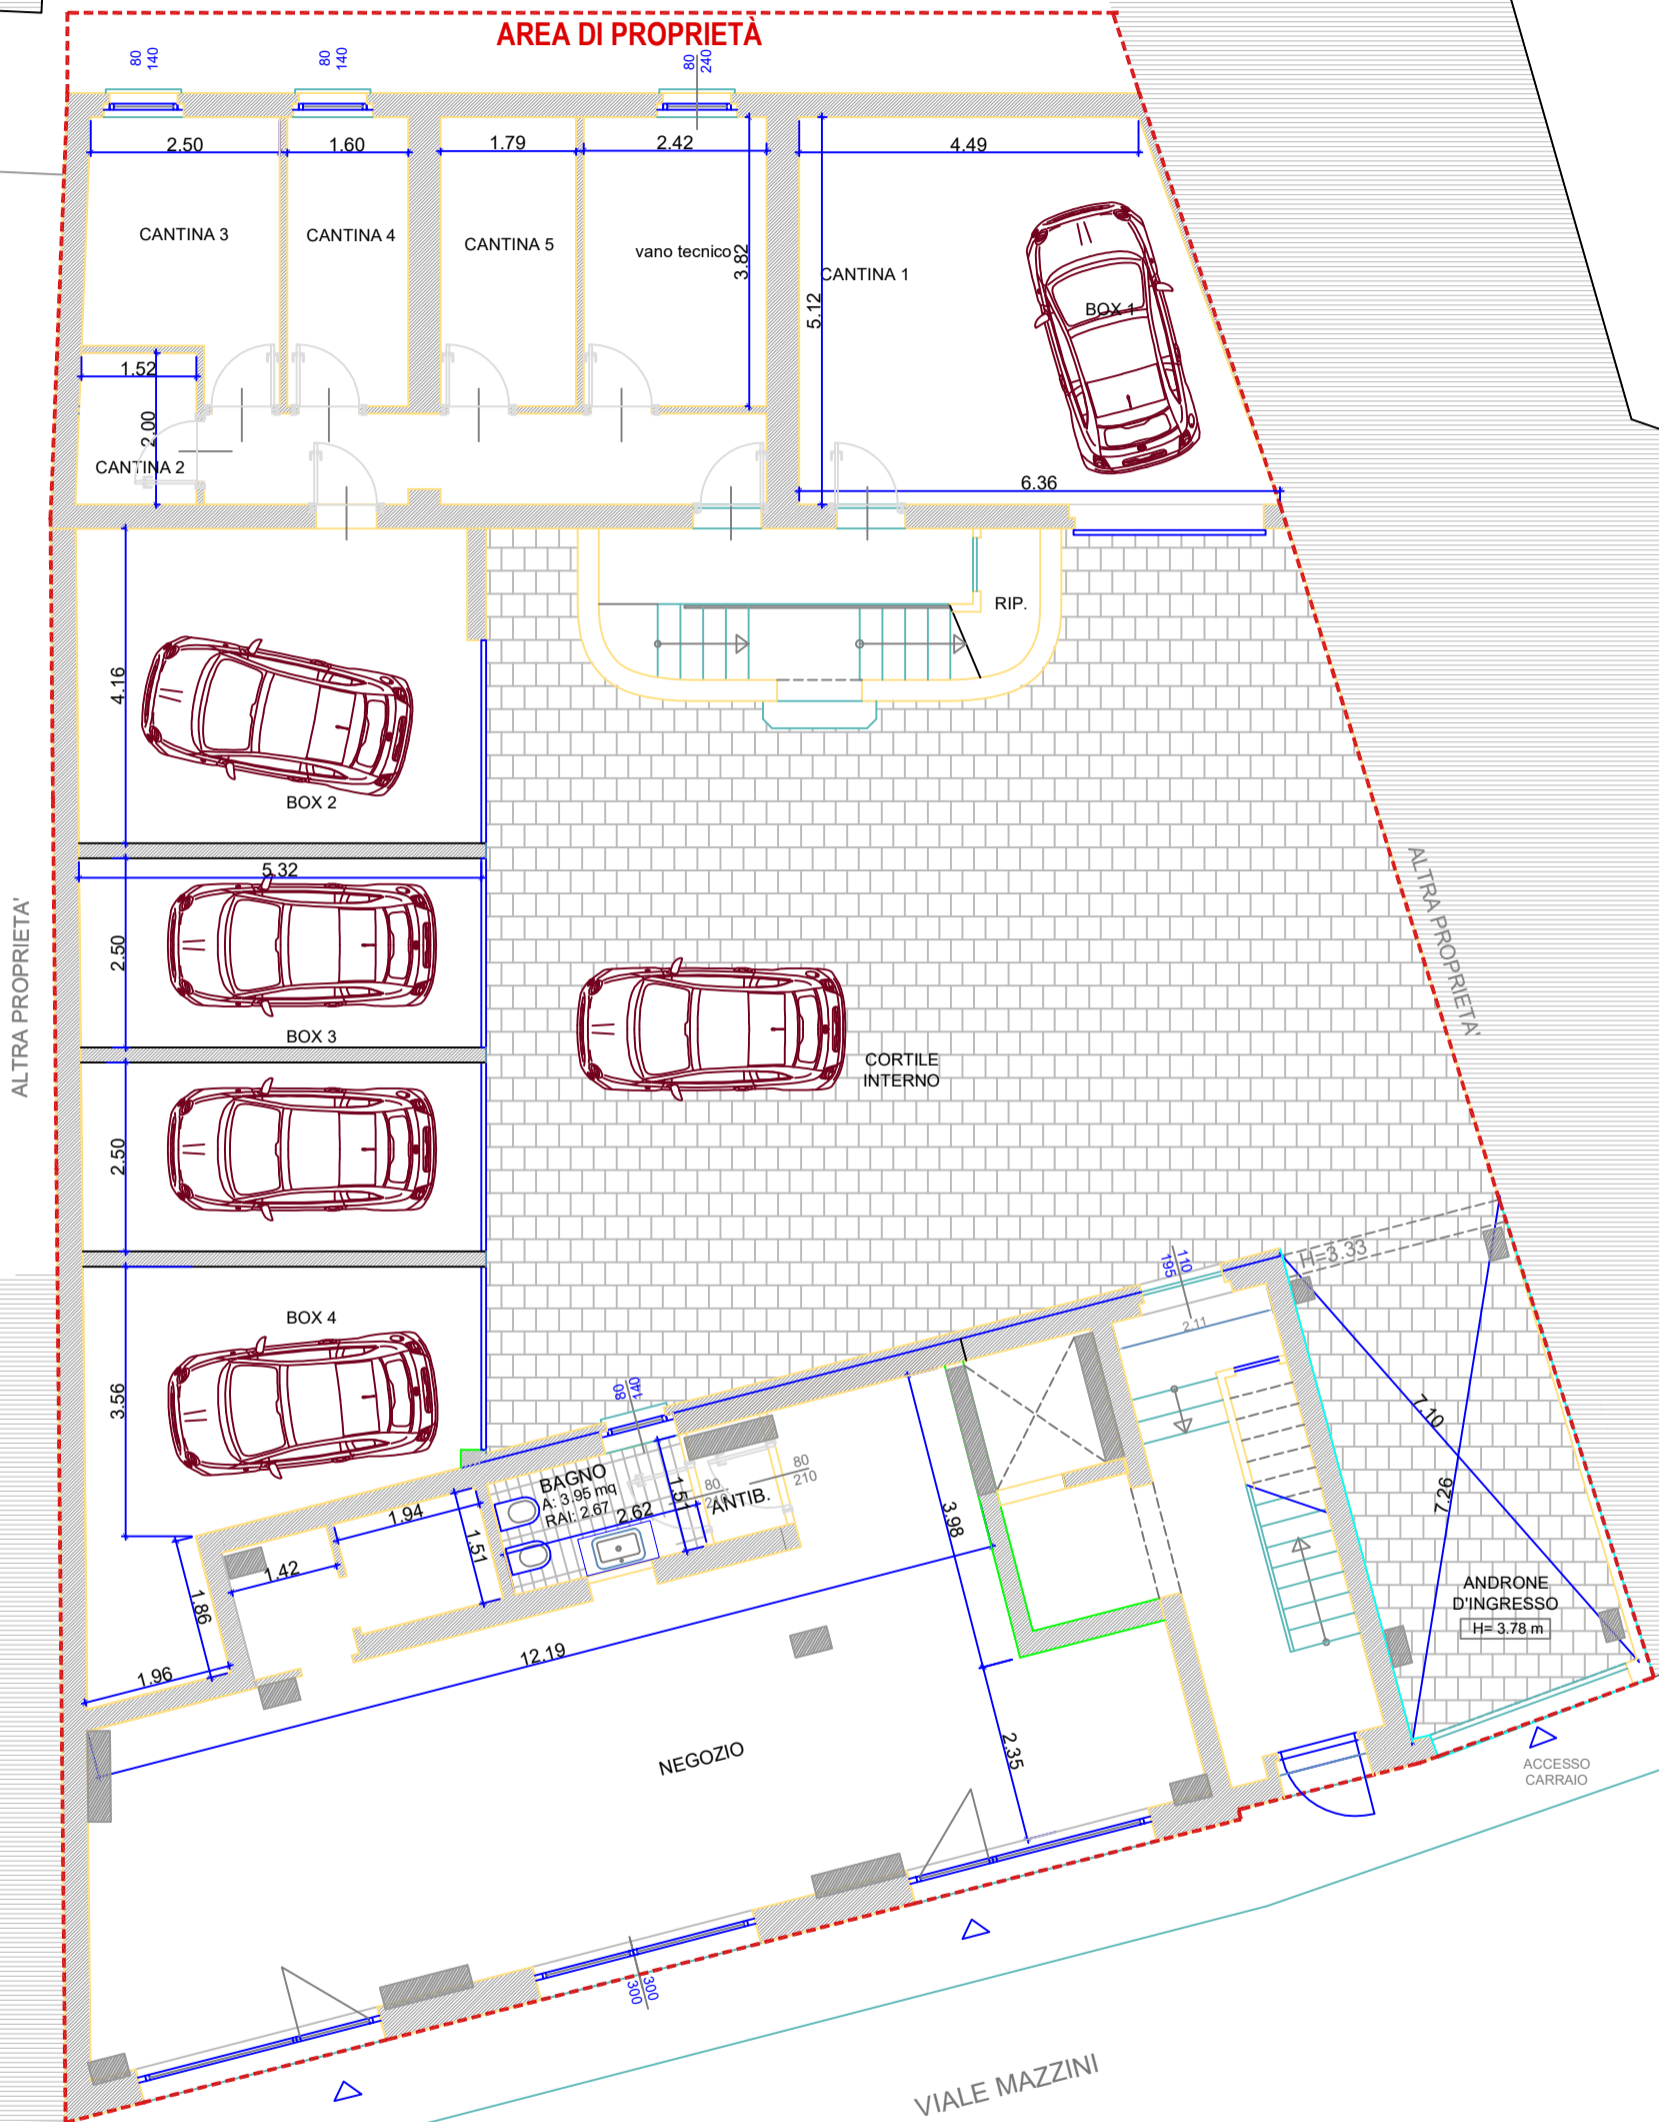 AREA DI PROPRIETÀ
80
140
80
140
80
240
2.50
1.60
1.79
2.42
4.49
CANTINA 3
CANTINA 4
CANTINA 5
vano tecnico
3.82
CANTINA 1
5.12
BOX 1
1.52
2.00
CANTINA 2
6.36
RIP.
4.16
BOX 2
5.32
2.50
BOX 3
ALTRA PROPRIETA'
ALTRA PROPRIETA'
CORTILE
INTERNO
2.50
H=3.33
110
195
2.11
BOX 4
3.56
80
140
7.10
7.26
BAGNO
A: 3.95 mq
RAI: 2.67
2.62
1.51
80
210
80
210
ANTIB.
1.94
1.51
1.42
1.86
1.96
3.98
12.19
ANDRONE
D'INGRESSO
H= 3.78 m
NEGOZIO
2.35
ACCESSO
CARRAIO
300
300
VIALE MAZZINI